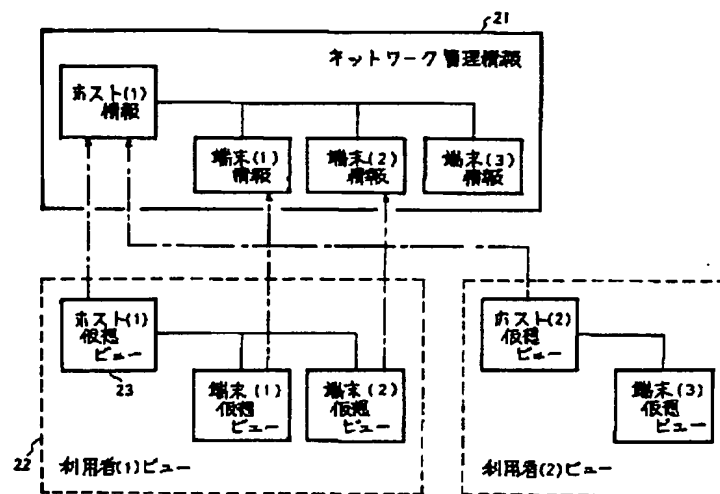 21
ネットワーク管理情報
ホスト(1)
情報
端末(1)
情報
端末(2)
情報
端末(3)
情報
ホスト(1)
仮想
ビュー
23
端末(1)
仮想
ビュー
端末(2)
仮想
ビュー
22
利用者(1)ビュー
ホスト(2)
仮想
ビュー
端末(3)
仮想
ビュー
利用者(2)ビュー